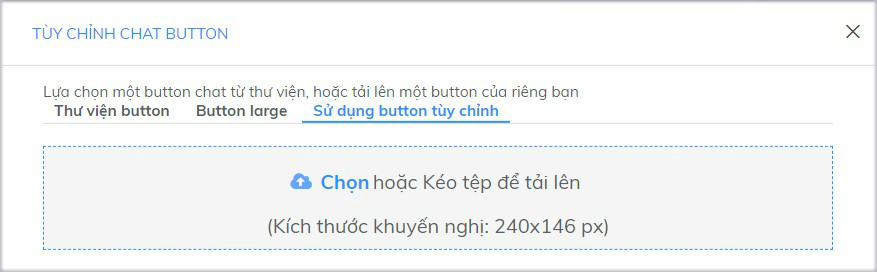 TÙY CHỈNH CHAT BUTTON
Lựa chọn một button chat từ thư viện, hoặc tải lên một button của riêng bạn
Thư viện button Button large Sử dụng button tùy chỉnh
Chọn hoặc Kéo tệp để tải lên
(Kích thước khuyến nghị: 240x146 px)